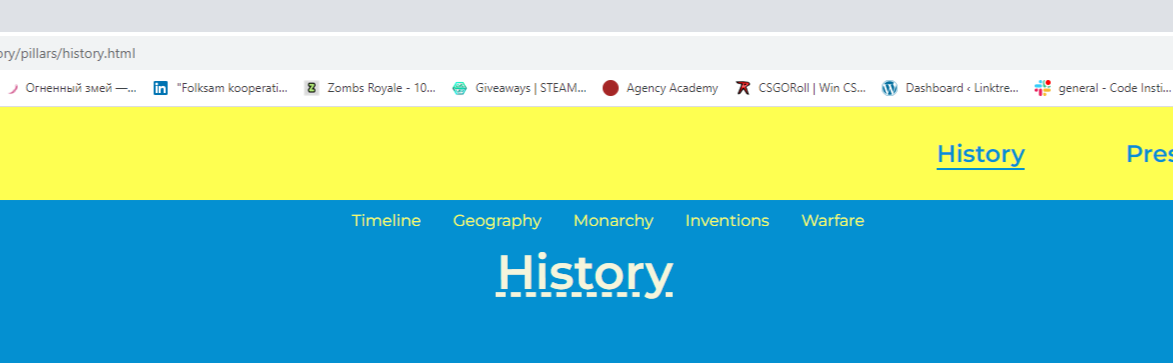 ory/pillars/history.html
Огненный змей —... "Folksam kooperati... Zombs Royale - 10... Giveaways | STEAM... Agency Academy CSGORoll | Win CS... Dashboard ‹ Linktre... general - Code Insti...
History Pres
Timeline Geography Monarchy Inventions Warfare
History